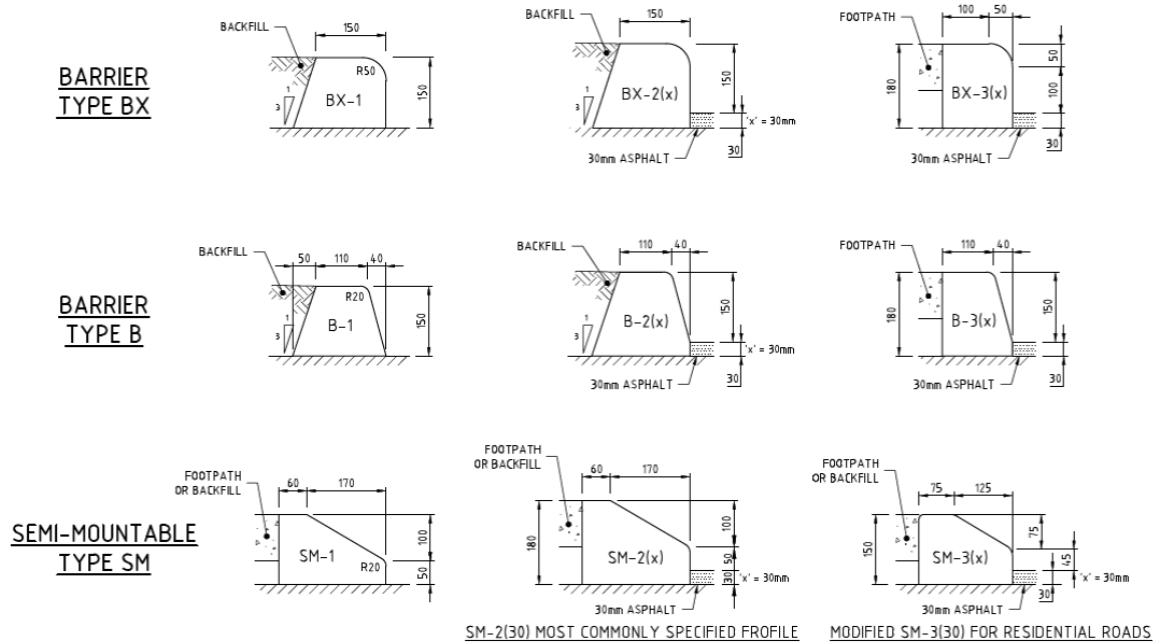 BARRIER
TYPE BX
BACKFILL
150
R50
BX-1
1
3
150
BACKFILL
150
BX-2(x)
1
3
150
'x' = 30mm
30
30mm ASPHALT
FOOTPATH
100
50
180
BX-3(x)
50
100
30
30mm ASPHALT
BARRIER
TYPE B
BACKFILL
50
110
40
R20
B-1
1
3
150
BACKFILL
110
40
B-2(x)
1
3
150
'x' = 30mm
30
30mm ASPHALT
FOOTPATH
110
40
180
B-3(x)
150
30
30mm ASPHALT
SEMI-MOUNTABLE
TYPE SM
FOOTPATH
OR BACKFILL
60
170
SM-1
R20
100
50
FOOTPATH
OR BACKFILL
60
170
180
SM-2(x)
100
50
30
'x' = 30mm
30mm ASPHALT
SM-2(30) MOST COMMONLY SPECIFIED FROFILE
FOOTPATH
OR BACKFILL
75
125
150
SM-3(x)
75
45
'x' = 30mm
30
30mm ASPHALT
MODIFIED SM-3(30) FOR RESIDENTIAL ROADS